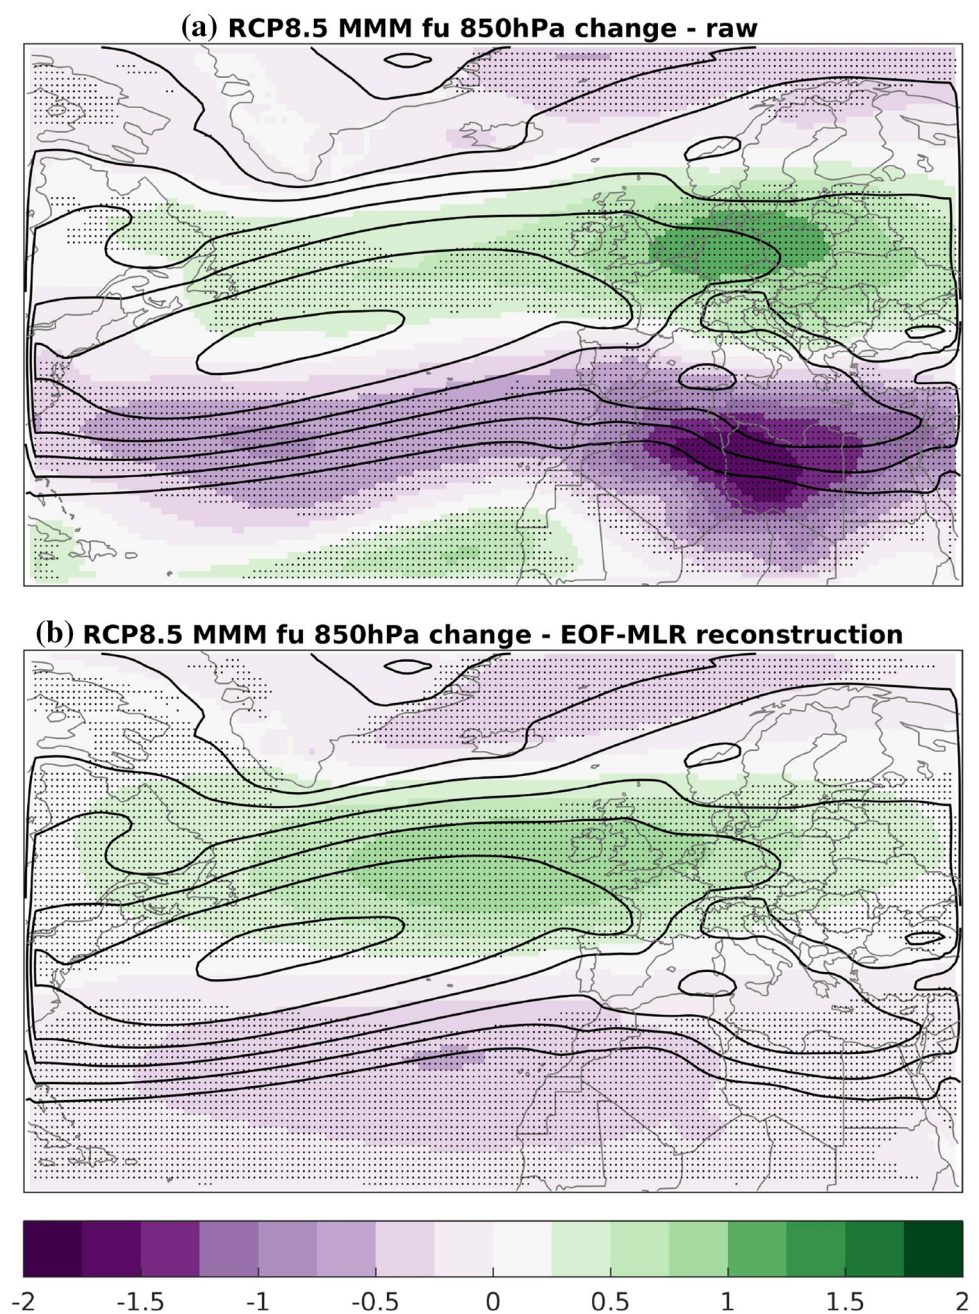 (a) RCP8.5 MMM fu 850hPa change - raw
(b) RCP8.5 MMM fu 850hPa change - EOF-MLR reconstruction
-2 -1.5 -1 -0.5 0 0.5 1 1.5 2